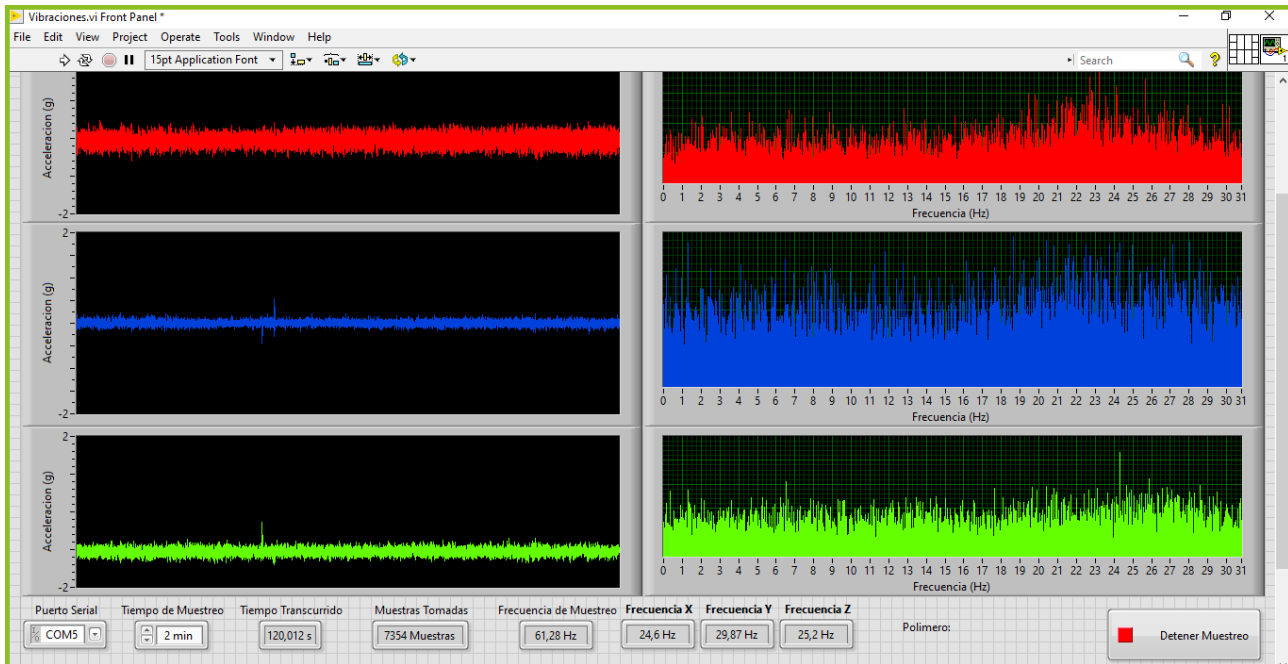 Vibraciones.vi Front Panel *
File Edit View Project Operate Tools Window Help
15pt Application Font
Search
1
Acceleracion (g)
-2
0 1 2 3 4 5 6 7 8 9 10 11 12 13 14 15 16 17 18 19 20 21 22 23 24 25 26 27 28 29 30 31
Frecuencia (Hz)
2
Acceleracion (g)
-2
0 1 2 3 4 5 6 7 8 9 10 11 12 13 14 15 16 17 18 19 20 21 22 23 24 25 26 27 28 29 30 31
Frecuencia (Hz)
2
Acceleracion (g)
-2
0 1 2 3 4 5 6 7 8 9 10 11 12 13 14 15 16 17 18 19 20 21 22 23 24 25 26 27 28 29 30 31
Frecuencia (Hz)
Puerto Serial Tiempo de Muestreo Tiempo Transcurrido Muestras Tomadas Frecuencia de Muestreo Frecuencia X Frecuencia Y Frecuencia Z Polimero:
COM5 2 min 120,012 s 7354 Muestras 61,28 Hz 24,6 Hz 29,87 Hz 25,2 Hz Detener Muestreo